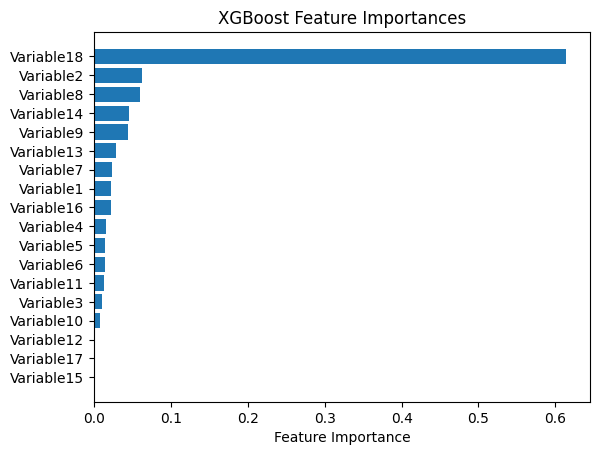 XGBoost Feature Importances
Variable18
Variable2
Variable8
Variable14
Variable9
Variable13
Variable7
Variable1
Variable16
Variable4
Variable5
Variable6
Variable11
Variable3
Variable10
Variable12
Variable17
Variable15
0.0 0.1 0.2 0.3 0.4 0.5 0.6
Feature Importance